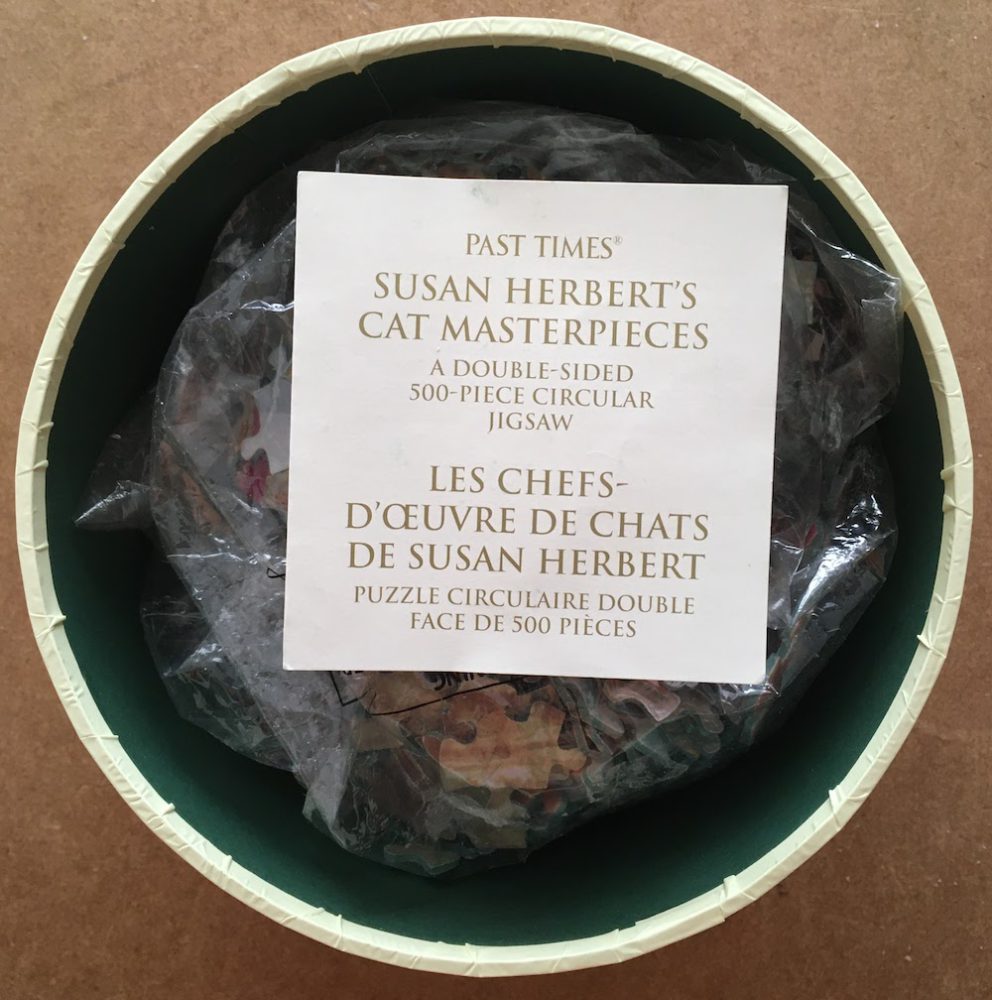 PAST TIMES®
SUSAN HERBERT'S
CAT MASTERPIECES
A DOUBLE-SIDED
500-PIECE CIRCULAR
JIGSAW
LES CHEFS-
D'ŒUVRE DE CHATS
DE SUSAN HERBERT
PUZZLE CIRCULAIRE DOUBLE
FACE DE 500 PIÈCES